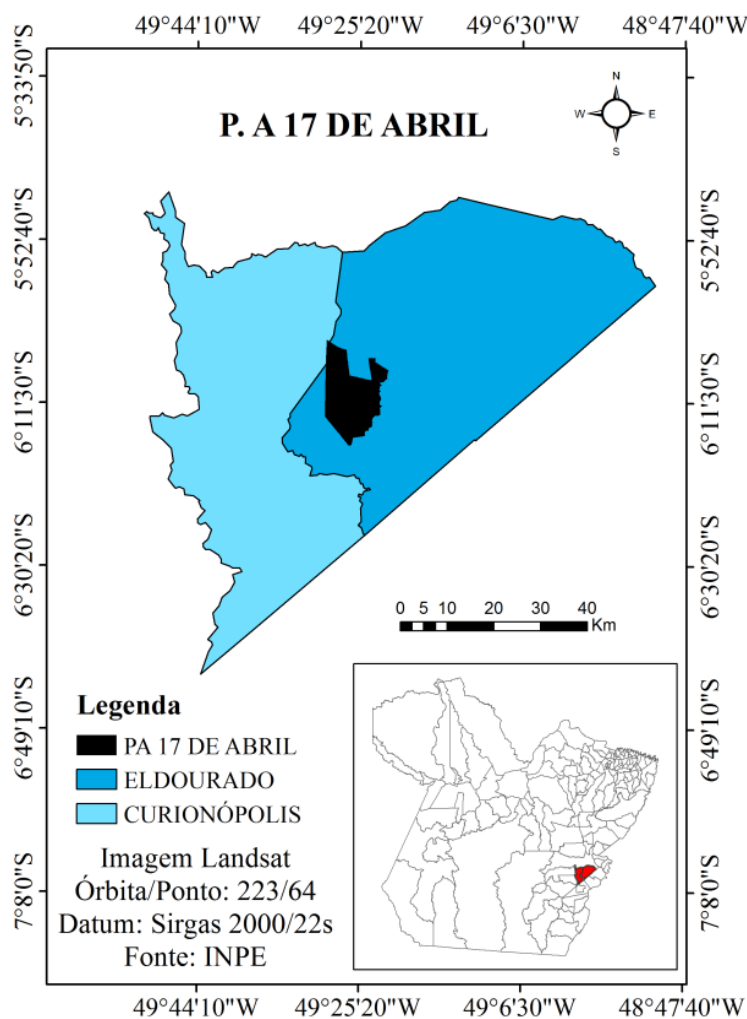 49°44'10"W 49°25'20"W 49°6'30"W 48°47'40"W
5°33'50"S
P. A 17 DE ABRIL
N
W E
S
5°52'40"S 5°52'40"S
6°11'30"S 6°11'30"S
6°30'20"S 6°30'20"S
0 5 10 20 30 40
Km
6°49'10"S 6°49'10"S
Legenda
PA 17 DE ABRIL
ELDOURADO
CURIONÓPOLIS
Imagem Landsat
Órbita/Ponto: 223/64
Datum: Sirgas 2000/22s
Fonte: INPE
7°8'0"S 7°8'0"S
49°44'10"W 49°25'20"W 49°6'30"W 48°47'40"W